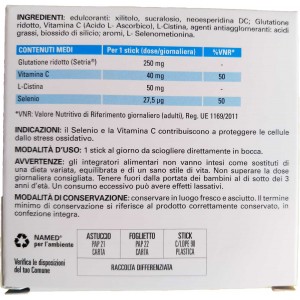 INGREDIENTI: edulcoranti: xilitolo, sucralosio, neoesperidina DC; Glutatione
ridotto, Vitamina C (Acido L. Ascorbico), L-Cistina, agenti antiagglomeranti: acidi
grassi, biossido di silicio; aromi, L- Selenometionina.
CONTENUTI MEDI Per 1 stick (dose/giornaliera) %VNR*
Glutatione ridotto (Setria®) 250 mg -
Vitamina C 40 mg 50
L-Cistina 50 mg -
Selenio 27,5 µg 50
*VNR: Valore Nutritivo di Riferimento giornaliero (adulti), Reg. UE 1169/2011
INDICAZIONI: il Selenio e la Vitamina C contribuiscono a proteggere le cellule
dallo stress ossidativo.
MODALITÀ D'USO: 1 stick al giorno da sciogliere direttamente in bocca.
AVVERTENZE: gli integratori alimentari non vanno intesi come sostituti di
una dieta variata, equilibrata e di un sano stile di vita. Non superare la dose
giornaliera consigliata. Tenere fuori dalla portata dei bambini al di sotto dei 3
anni d'età. Un consumo eccessivo può avere effetti lassativi.
MODALITÀ DI CONSERVAZIONE: conservare in luogo fresco e asciutto. Il
termine minimo di conservazione si riferisce al prodotto correttamente conservato, in
confezione integra.
NAMED®
per l'ambiente
Verifica le disposizioni
del tuo Comune
ASTUCCIO FOGLIETTO STICK
PAP 21 PAP 22 C/LDPE 90
CARTA CARTA PLASTICA
RACCOLTA DIFFERENZIATA